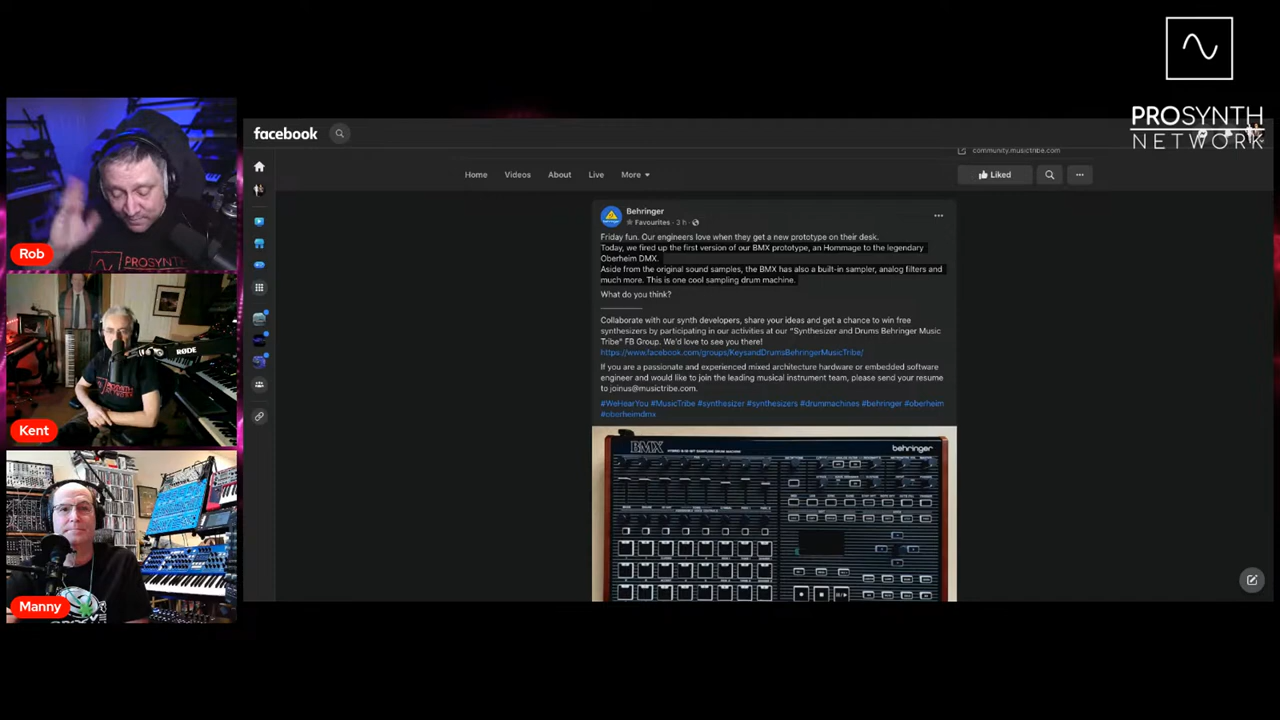 PROSYNTH
NETWORK
facebook
community.musictribe.com
Home
Videos
About
Live
More
Liked
Behringer
Favourites · 3 h
Friday fun. Our engineers love when they get a new prototype on their desk.
Today, we fired up the first version of our BMX prototype, an Hommage to the legendary
Oberheim DMX.
Aside from the original sound samples, the BMX has also a built-in sampler, analog filters and
much more. This is one cool sampling drum machine.
What do you think?
Collaborate with our synth developers, share your ideas and get a chance to win free
synthesizers by participating in our activities at our "Synthesizer and Drums Behringer Music
Tribe" FB Group. We'd love to see you there!
https://www.facebook.com/groups/KeysandDrumsBehringerMusicTribe/
If you are a passionate and experienced mixed architecture hardware or embedded software
engineer and would like to join the leading musical instrument team, please send your resume
to joinus@musictribe.com.
#WeHearYou #MusicTribe #synthesizer #synthesizers #drummachines #behringer #oberheim
#oberheimdmx
BMX
behringer
Rob
Kent
RØDE
Manny